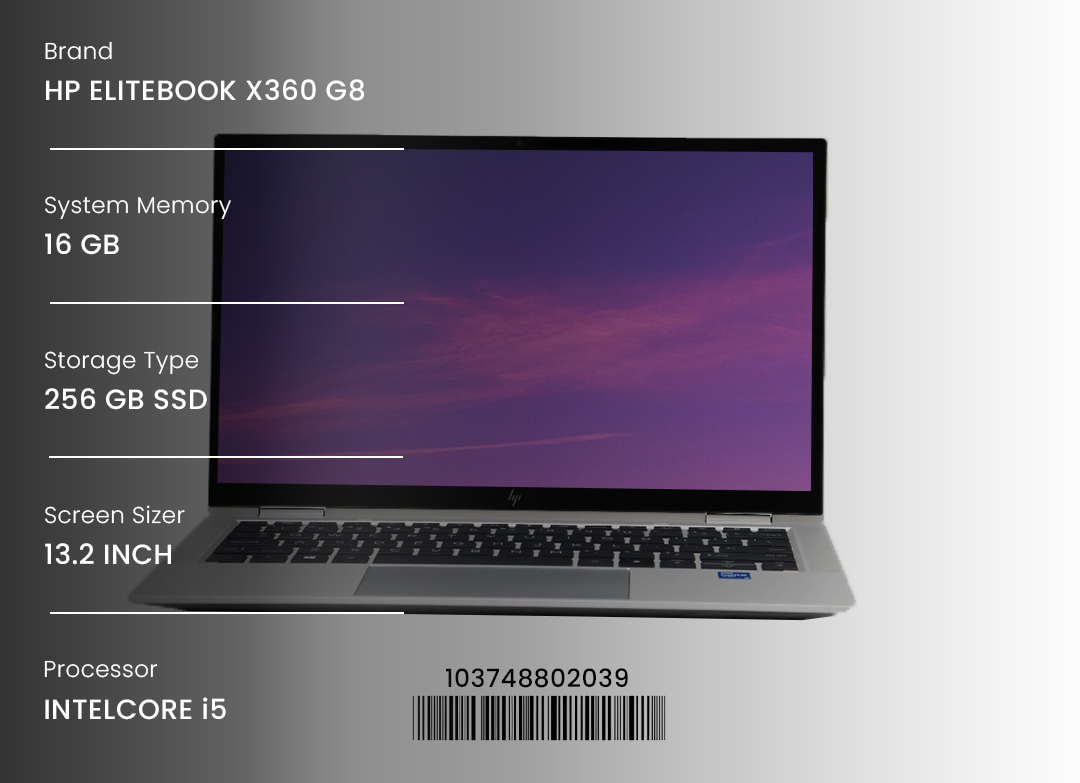 Brand
HP ELITEBOOK X360 G8
System Memory
16 GB
Storage Type
256 GB SSD
Screen Sizer
13.2 INCH
Processor
INTELCORE i5
hp
103748802039